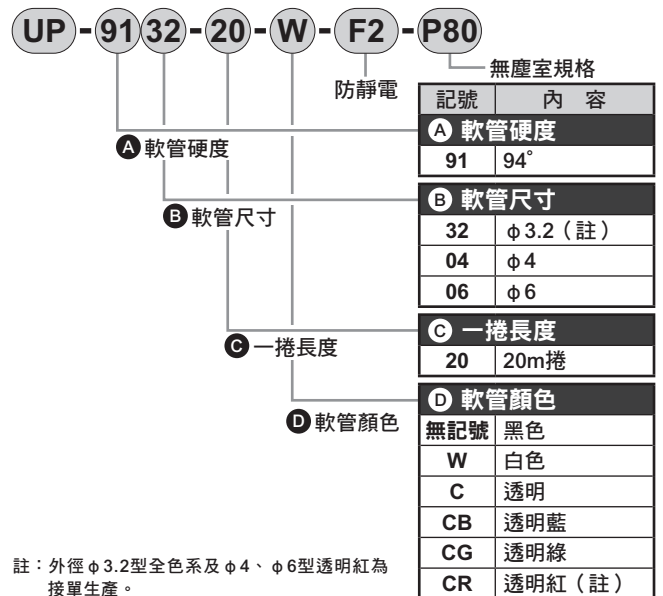 UP-9132-20-W-F2-P80
無塵室規格
防靜電
A 軟管硬度
B 軟管尺寸
C 一捲長度
D 軟管顏色
記號 內 容
A 軟管硬度
91 94°
B 軟管尺寸
32 φ3.2（註）
04 φ4
06 φ6
C 一捲長度
20 20m捲
D 軟管顏色
無記號 黑色
W 白色
C 透明
CB 透明藍
CG 透明綠
CR 透明紅（註）
註：外徑φ3.2型全色系及φ4、φ6型透明紅為
接單生產。